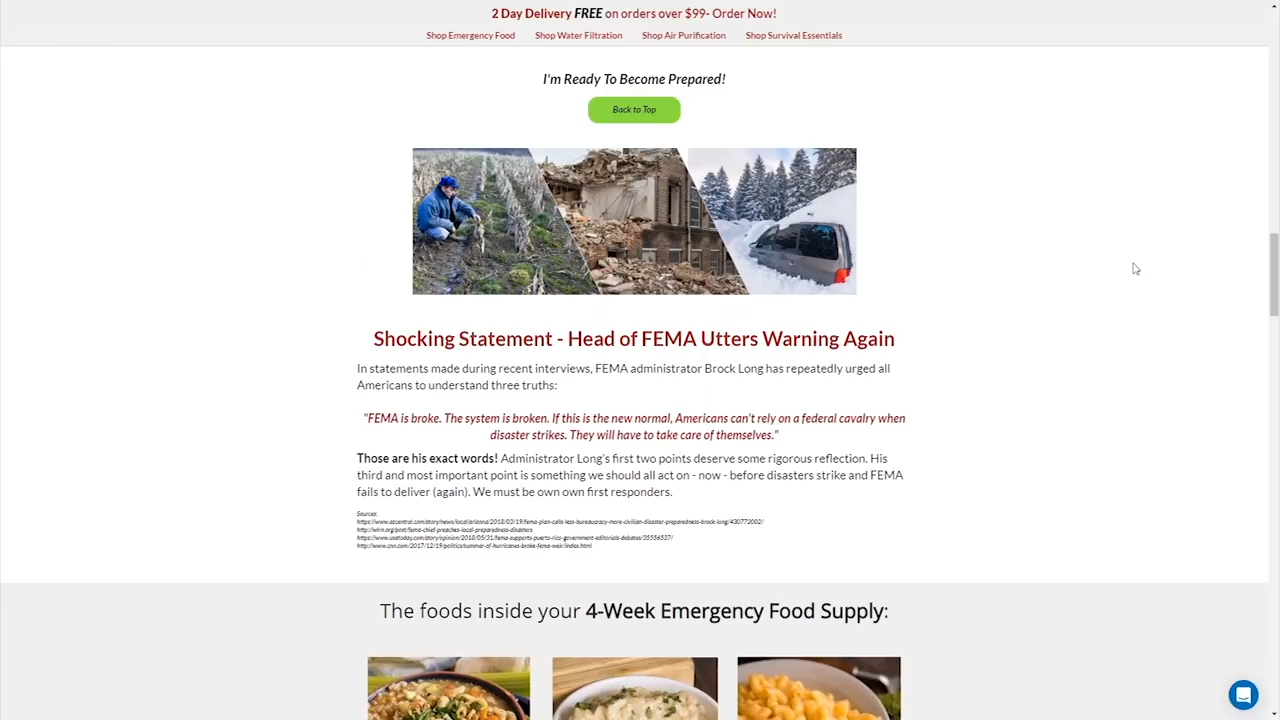 2 Day Delivery FREE on orders over $99- Order Now!
Shop Emergency Food Shop Water Filtration Shop Air Purification Shop Survival Essentials
I'm Ready To Become Prepared!
Back to Top
Shocking Statement - Head of FEMA Utters Warning Again
In statements made during recent interviews, FEMA administrator Brock Long has repeatedly urged all
Americans to understand three truths:
"FEMA is broke. The system is broken. If this is the new normal, Americans can't rely on a federal cavalry when
disaster strikes. They will have to take care of themselves."
Those are his exact words! Administrator Long's first two points deserve some rigorous reflection. His
third and most important point is something we should all act on - now - before disasters strike and FEMA
fails to deliver (again). We must be own own first responders.
Sources:
https://www.azcentral.com/story/news/local/arizona/2018/03/19/fema-plan-calls-less-bureaucracy-more-civilian-disaster-preparedness-brock-long/430772002/
http://wlrn.org/post/fema-chief-preaches-local-preparedness-disasters
https://www.usatoday.com/story/opinion/2018/05/31/fema-supports-puerto-rico-government-editorials-debates/35556537/
http://www.cnn.com/2017/12/19/politics/summer-of-hurricanes-broke-fema-weir/index.html
The foods inside your 4-Week Emergency Food Supply: